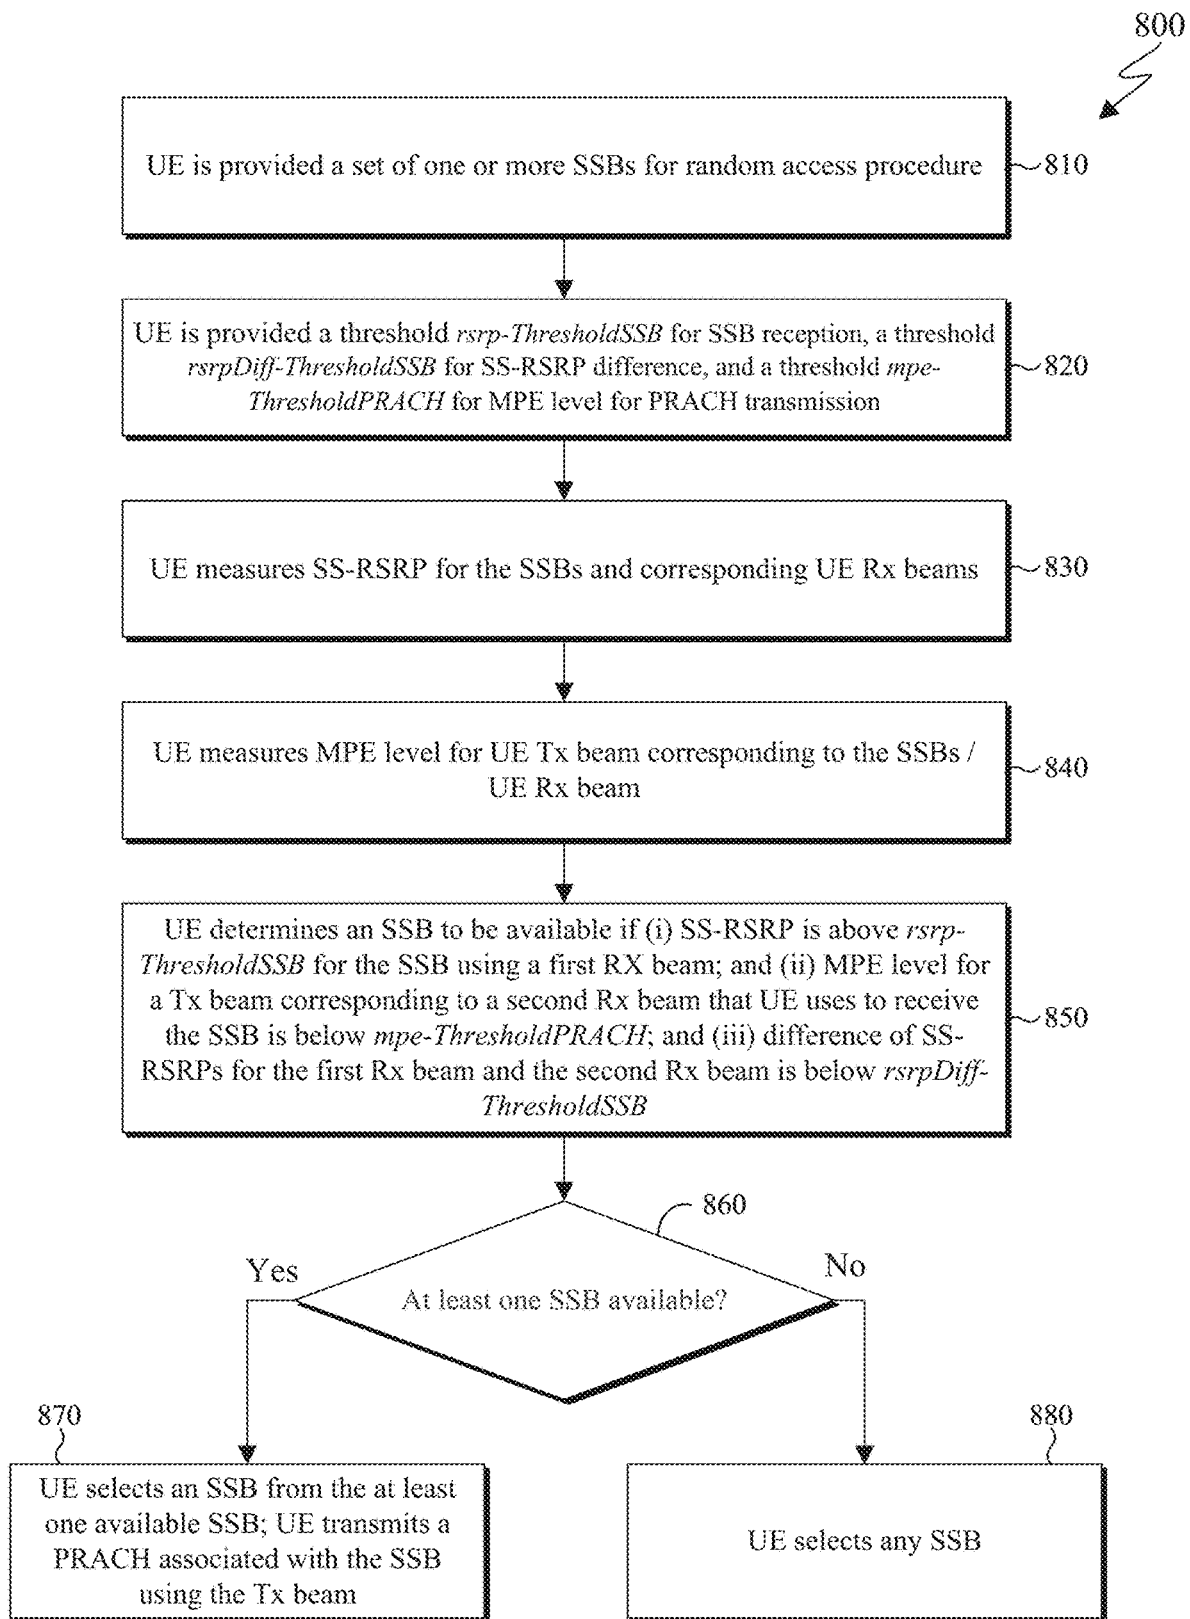 800
UE is provided a set of one or more SSBs for random access procedure
810
UE is provided a threshold rsrp-ThresholdSSB for SSB reception, a threshold
rsrpDiff-ThresholdSSB for SS-RSRP difference, and a threshold mpe-
ThresholdPRACH for MPE level for PRACH transmission
820
UE measures SS-RSRP for the SSBs and corresponding UE Rx beams
830
UE measures MPE level for UE Tx beam corresponding to the SSBs /
UE Rx beam
840
UE determines an SSB to be available if (i) SS-RSRP is above rsrp-
ThresholdSSB for the SSB using a first RX beam; and (ii) MPE level for
a Tx beam corresponding to a second Rx beam that UE uses to receive
the SSB is below mpe-ThresholdPRACH; and (iii) difference of SS-
RSRPs for the first Rx beam and the second Rx beam is below rsrpDiff-
ThresholdSSB
850
860
Yes
No
At least one SSB available?
870
880
UE selects an SSB from the at least
one available SSB; UE transmits a
PRACH associated with the SSB
using the Tx beam
UE selects any SSB